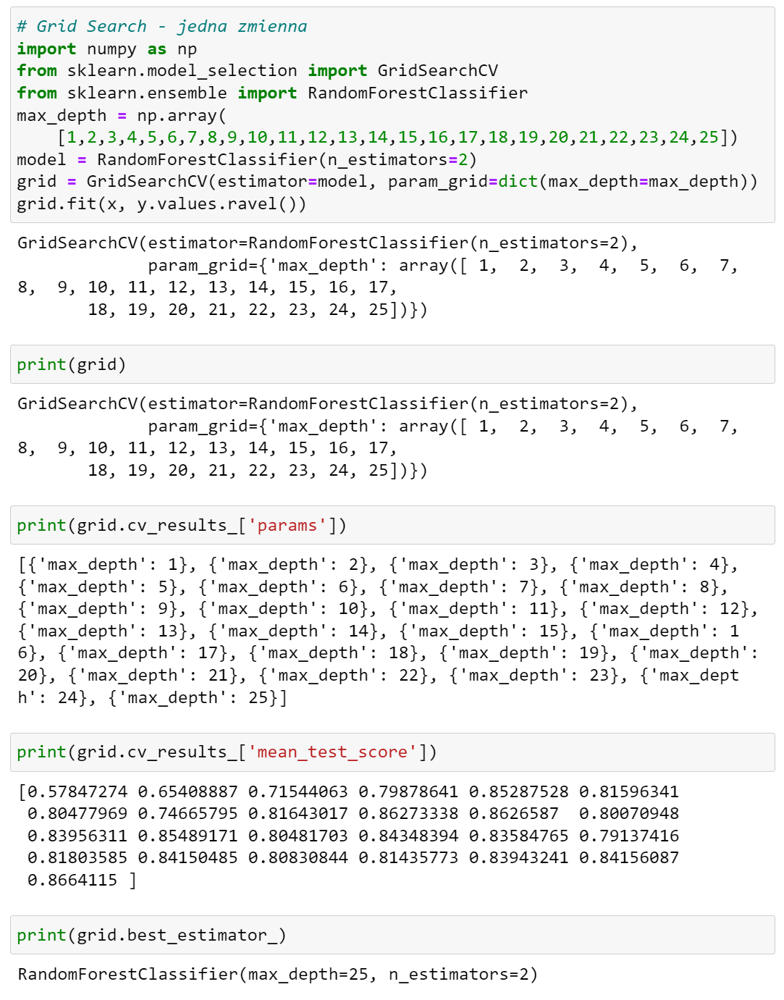 # Grid Search - jedna zmienna
import numpy as np
from sklearn.model_selection import GridSearchCV
from sklearn.ensemble import RandomForestClassifier
max_depth = np.array(
    [1,2,3,4,5,6,7,8,9,10,11,12,13,14,15,16,17,18,19,20,21,22,23,24,25])
model = RandomForestClassifier(n_estimators=2)
grid = GridSearchCV(estimator=model, param_grid=dict(max_depth=max_depth))
grid.fit(x, y.values.ravel())
GridSearchCV(estimator=RandomForestClassifier(n_estimators=2),
             param_grid={'max_depth': array([ 1,  2,  3,  4,  5,  6,  7,
8,  9, 10, 11, 12, 13, 14, 15, 16, 17,
       18, 19, 20, 21, 22, 23, 24, 25])})
print(grid)
GridSearchCV(estimator=RandomForestClassifier(n_estimators=2),
             param_grid={'max_depth': array([ 1,  2,  3,  4,  5,  6,  7,
8,  9, 10, 11, 12, 13, 14, 15, 16, 17,
       18, 19, 20, 21, 22, 23, 24, 25])})
print(grid.cv_results_['params'])
[{'max_depth': 1}, {'max_depth': 2}, {'max_depth': 3}, {'max_depth': 4},
{'max_depth': 5}, {'max_depth': 6}, {'max_depth': 7}, {'max_depth': 8},
{'max_depth': 9}, {'max_depth': 10}, {'max_depth': 11}, {'max_depth': 12},
{'max_depth': 13}, {'max_depth': 14}, {'max_depth': 15}, {'max_depth': 1
6}, {'max_depth': 17}, {'max_depth': 18}, {'max_depth': 19}, {'max_depth':
20}, {'max_depth': 21}, {'max_depth': 22}, {'max_depth': 23}, {'max_dept
h': 24}, {'max_depth': 25}]
print(grid.cv_results_['mean_test_score'])
[0.57847274 0.65408887 0.71544063 0.79878641 0.85287528 0.81596341
 0.80477969 0.74665795 0.81643017 0.86273338 0.8626587  0.80070948
 0.83956311 0.85489171 0.80481703 0.84348394 0.83584765 0.79137416
 0.81803585 0.84150485 0.80830844 0.81435773 0.83943241 0.84156087
 0.8664115 ]
print(grid.best_estimator_)
RandomForestClassifier(max_depth=25, n_estimators=2)